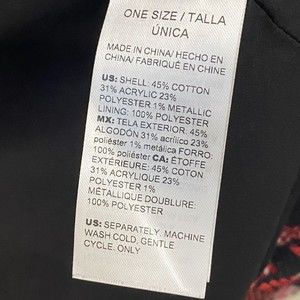 ONE SIZE / TALLA
ÚNICA
MADE IN CHINA/ HECHO EN
CHINA/ FABRIQUÉ EN CHINE
US: SHELL: 45% COTTON
31% ACRYLIC 23%
POLYESTER 1% METALLIC
LINING: 100% POLYESTER
MX: TELA EXTERIOR: 45%
ALGODÓN 31% acrílico 23%
poliéster 1% metálica FORRO:
100% poliéster CA: ÉTOFFE
EXTÉRIEURE: 45% COTON
31% ACRYLIQUE 23%
POLYESTER 1%
MÉTALLIQUE DOUBLURE:
100% POLYESTER
US: SEPARATELY. MACHINE
WASH COLD, GENTLE
CYCLE. ONLY